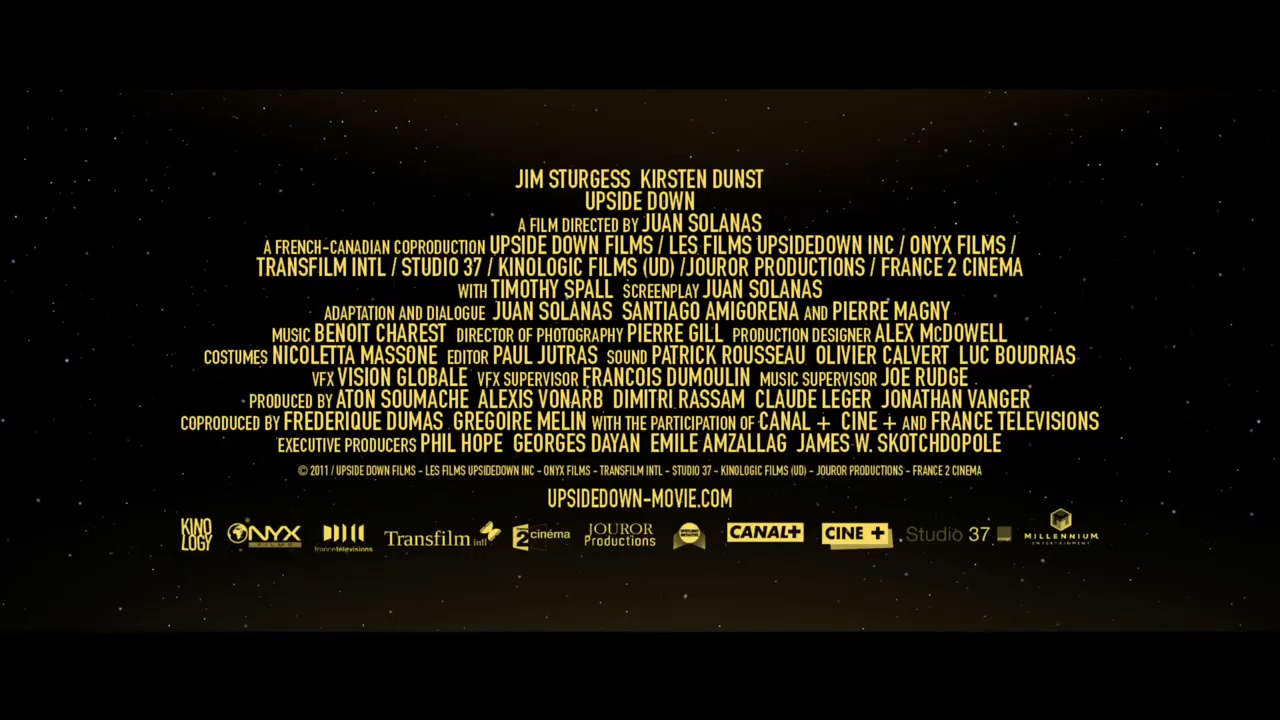 JIM STURGESS KIRSTEN DUNST
UPSIDE DOWN
A FILM DIRECTED BY JUAN SOLANAS
A FRENCH-CANADIAN COPRODUCTION UPSIDE DOWN FILMS / LES FILMS UPSIDEDOWN INC / ONYX FILMS /
TRANSFILM INTL / STUDIO 37 / KINOLOGIC FILMS (UD) /JOUROR PRODUCTIONS / FRANCE 2 CINEMA
WITH TIMOTHY SPALL SCREENPLAY JUAN SOLANAS
ADAPTATION AND DIALOGUE JUAN SOLANAS SANTIAGO AMIGORENA AND PIERRE MAGNY
MUSIC BENOIT CHAREST DIRECTOR OF PHOTOGRAPHY PIERRE GILL PRODUCTION DESIGNER ALEX McDOWELL
COSTUMES NICOLETTA MASSONE EDITOR PAUL JUTRAS SOUND PATRICK ROUSSEAU OLIVIER CALVERT LUC BOUDRIAS
VFX VISION GLOBALE VFX SUPERVISOR FRANCOIS DUMOULIN MUSIC SUPERVISOR JOE RUDGE
PRODUCED BY ATON SOUMACHE ALEXIS VONARB DIMITRI RASSAM CLAUDE LEGER JONATHAN VANGER
COPRODUCED BY FREDERIQUE DUMAS GREGOIRE MELIN WITH THE PARTICIPATION OF CANAL + CINE + AND FRANCE TELEVISIONS
EXECUTIVE PRODUCERS PHIL HOPE GEORGES DAYAN EMILE AMZALLAG JAMES W. SKOTCHDOPOLE
© 2011 / UPSIDE DOWN FILMS – LES FILMS UPSIDEDOWN INC – ONYX FILMS – TRANSFILM INTL – STUDIO 37 – KINOLOGIC FILMS (UD) – JOUROR PRODUCTIONS – FRANCE 2 CINEMA
UPSIDEDOWN-MOVIE.COM
KINOLOGY ONYX FILMS francetélévisions Transfilm intl 2 cinéma JOUROR Productions CANAL+ CINE + Studio 37 MILLENNIUM ENTERTAINMENT